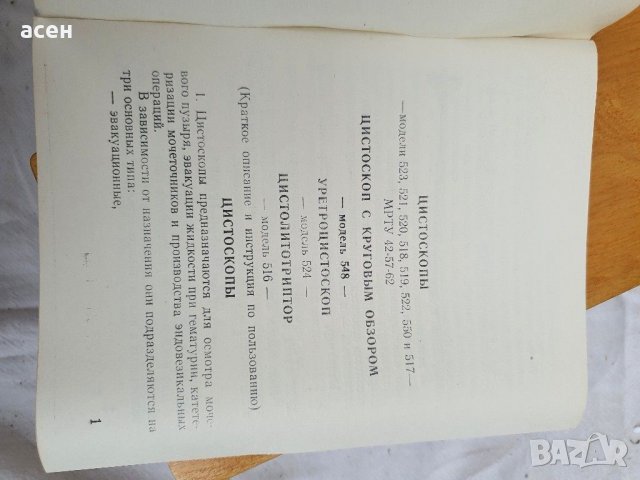 асен
ЦИСТОСКОПЫ
—модели 523, 521, 520, 518, 519, 522, 550 и 517—
МРТУ 42-57-62
ЦИСТОСКОП С КРУГОВЫМ ОБЗОРОМ
— модель 548 —
УРЕТРОЦИСТОСКОП
— модель 524 —
ЦИСТОЛИТОТРИПТОР
— модель 516 —
(Краткое описание и инструкция по пользованию)
ЦИСТОСКОПЫ
1. Цистоскопы предназначаются для осмотра моче-
вого пузыря, эвакуации жидкости при гематурии, катете-
ризации мочеточников и производства эндовезикальных
операций.
В зависимости от назначения они подразделяются на
три основных типа:
— эвакуационные,
1
BAZAR